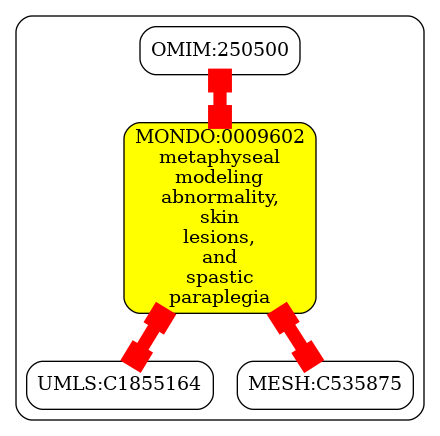 OMIM:250500
MONDO:0009602
metaphyseal
modeling
abnormality,
skin
lesions,
and
spastic
paraplegia
UMLS:C1855164
MESH:C535875